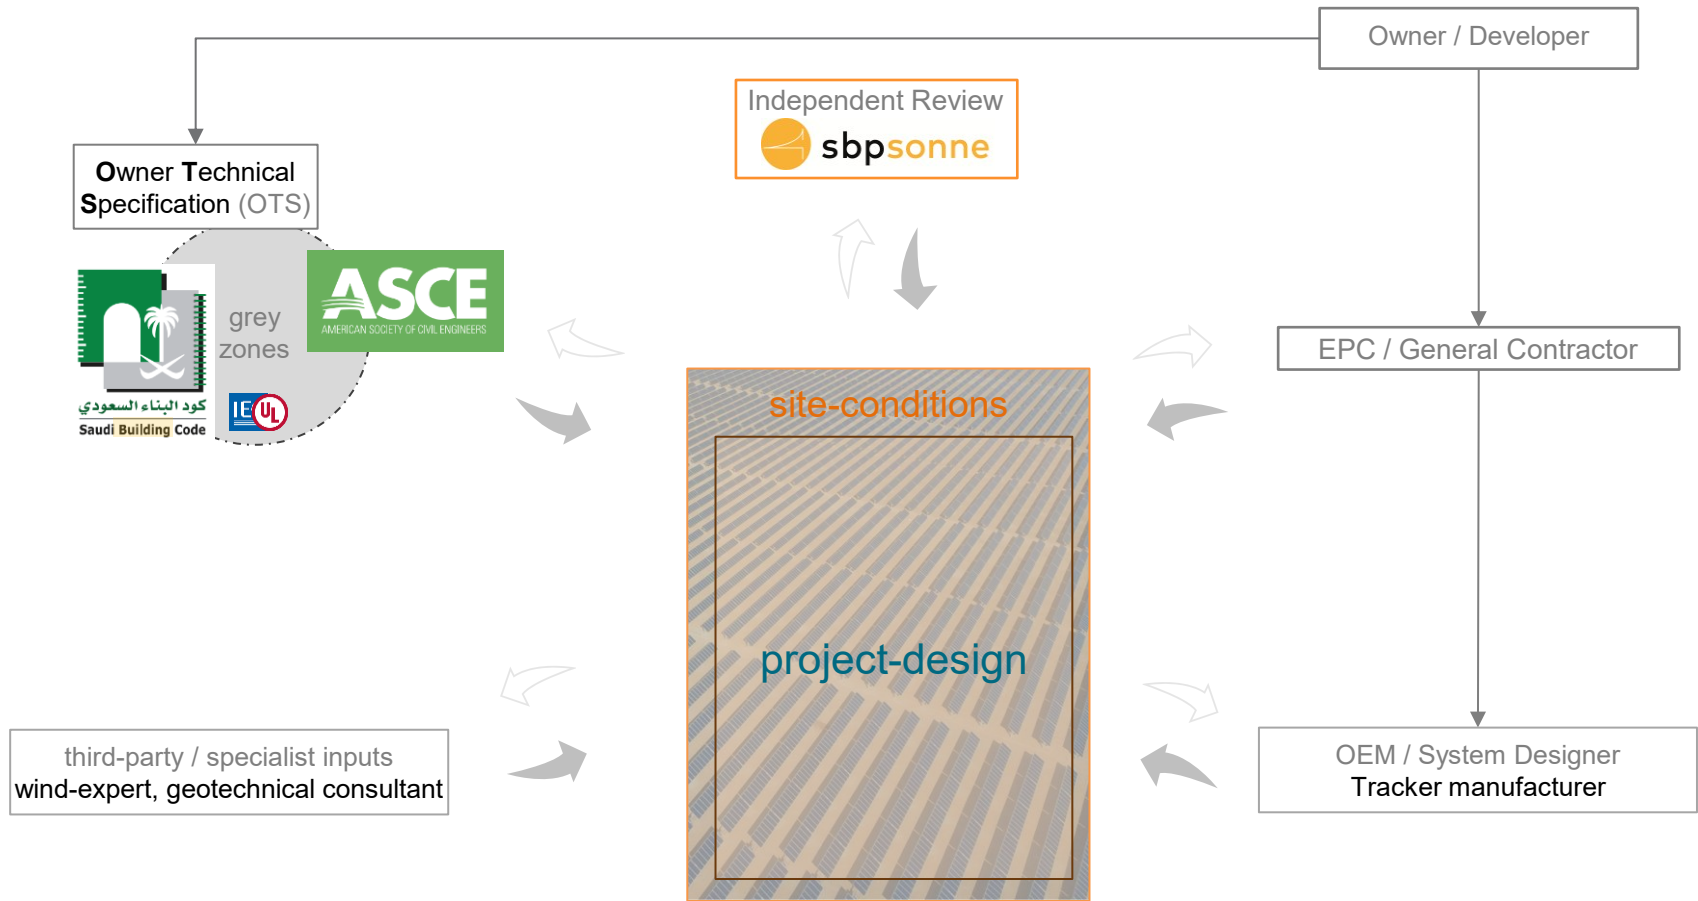 Owner / Developer
Independent Review
sbpsonne
Owner Technical
Specification (OTS)
ASCE
AMERICAN SOCIETY OF CIVIL ENGINEERS
grey
zones
كود البناء السعودي
Saudi Building Code
IE
UL
EPC / General Contractor
site-conditions
project-design
third-party / specialist inputs
wind-expert, geotechnical consultant
OEM / System Designer
Tracker manufacturer